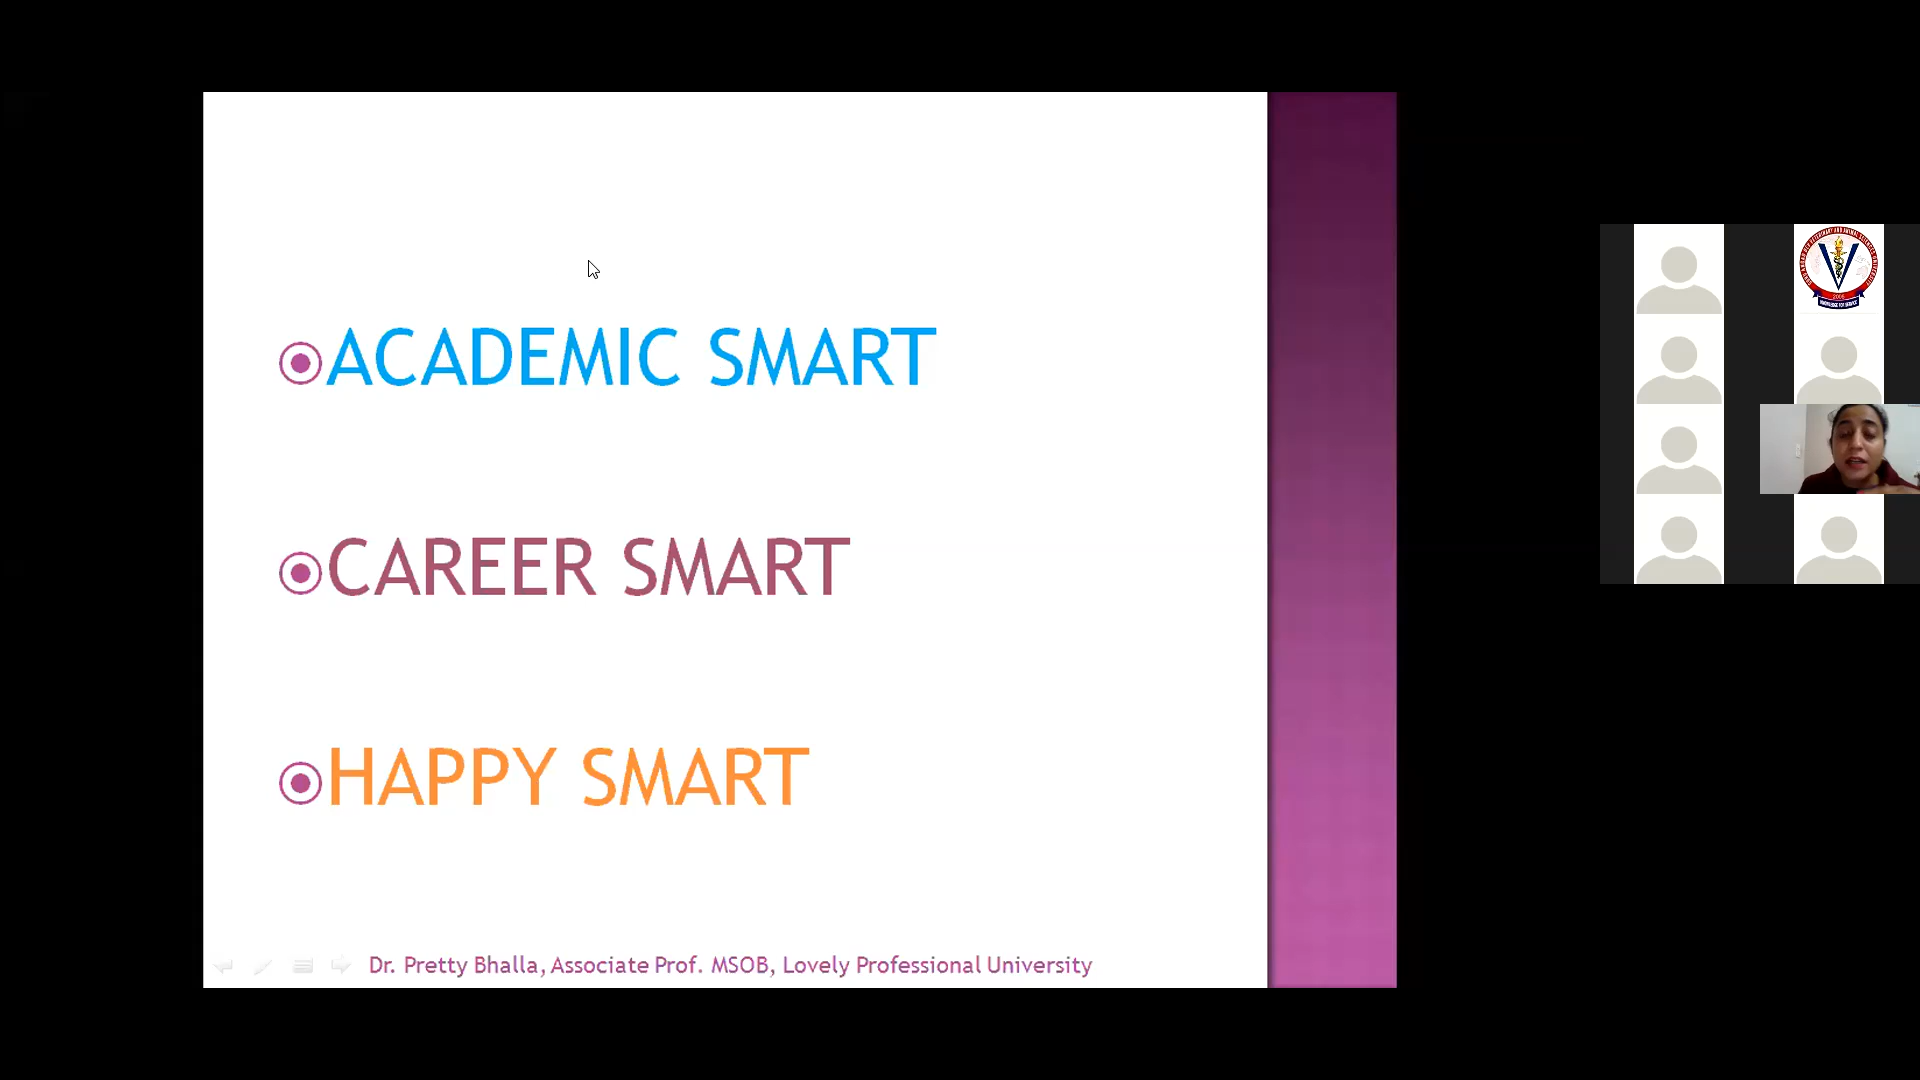 ACADEMIC SMART
CAREER SMART
HAPPY SMART
Dr. Pretty Bhalla, Associate Prof. MSOB, Lovely Professional University